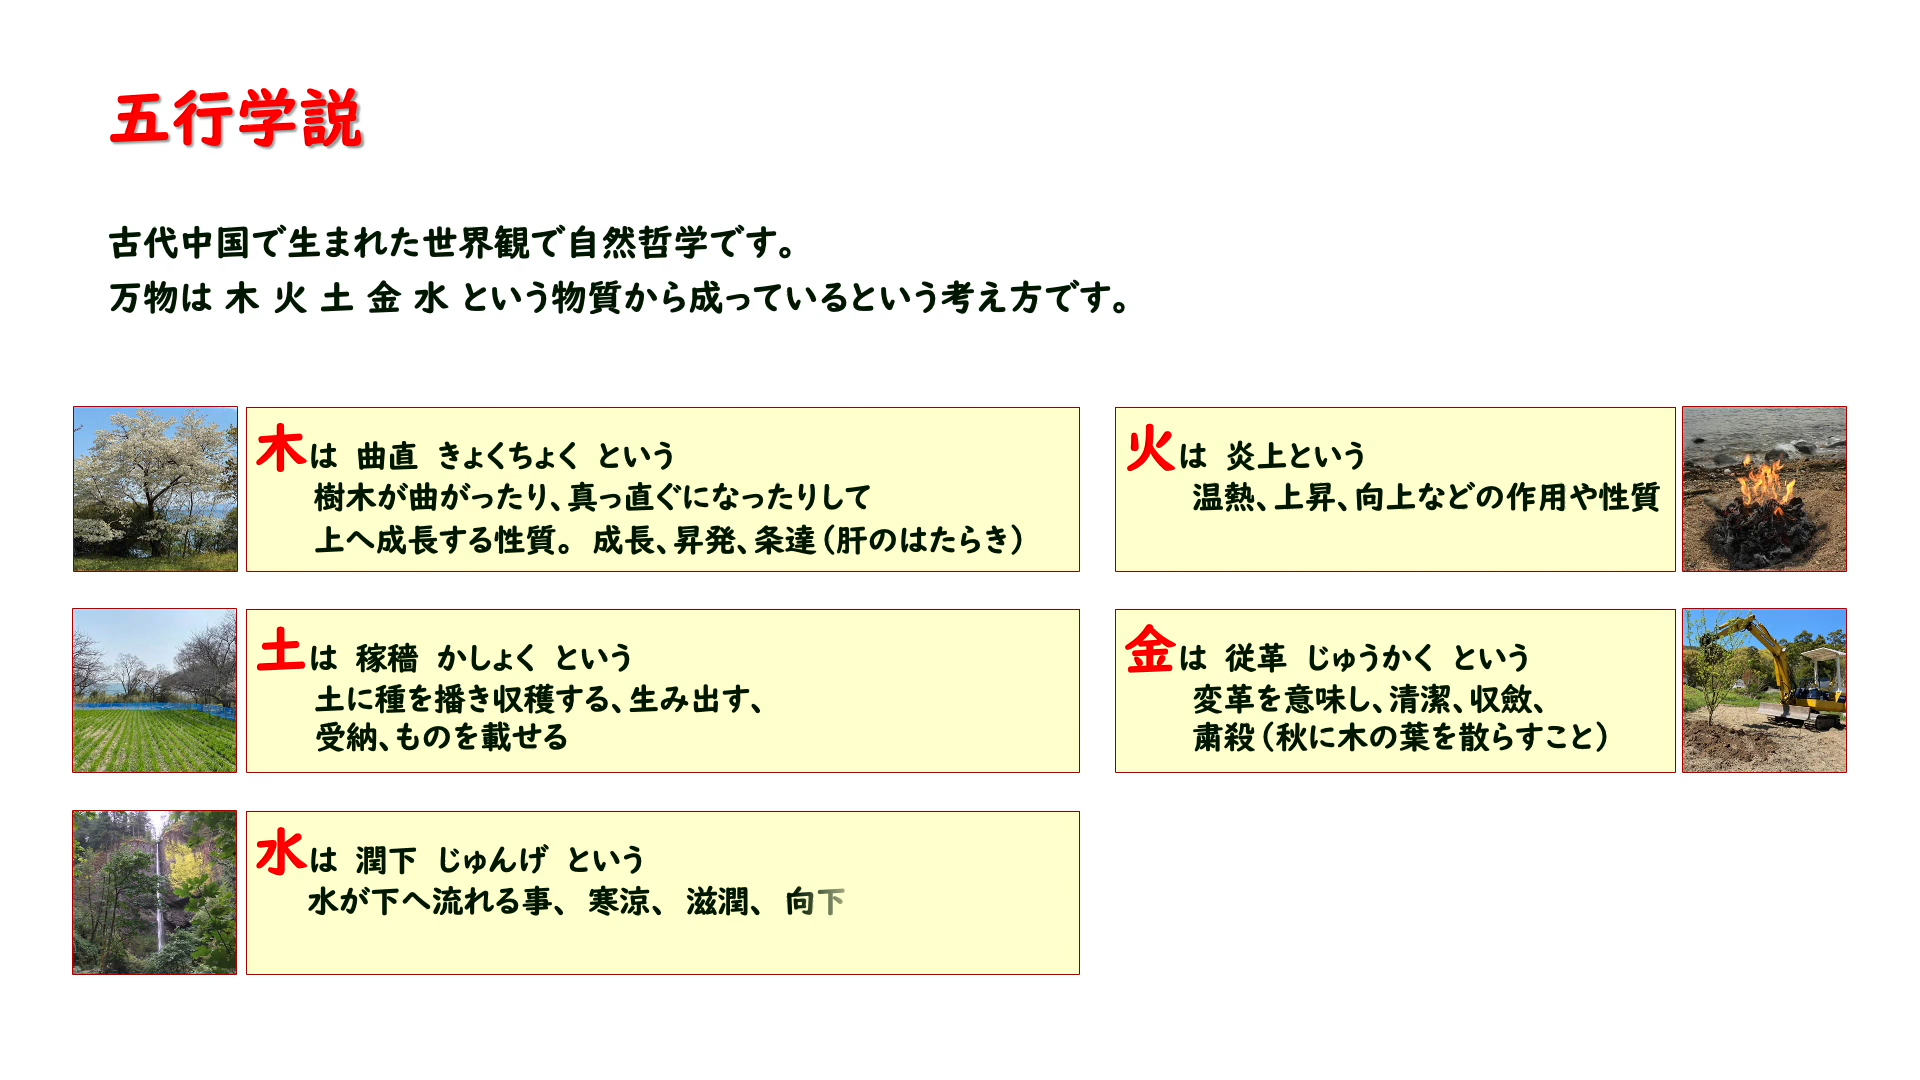 五行学説
古代中国で生まれた世界観で自然哲学です。
万物は 木 火 土 金 水 という物質から成っているという考え方です。
木は 曲直 きょくちょく という
樹木が曲がったり、真っ直ぐになったりして
上へ成長する性質。 成長、昇発、条達（肝のはたらき）
火は 炎上という
温熱、上昇、向上などの作用や性質
土は 稼穡 かしょく という
土に種を播き収穫する、生み出す、
受納、ものを載せる
金は 従革 じゅうかく という
変革を意味し、清潔、収斂、
粛殺（秋に木の葉を散らすこと）
水は 潤下 じゅんげ という
水が下へ流れる事、 寒涼、 滋潤、 向下